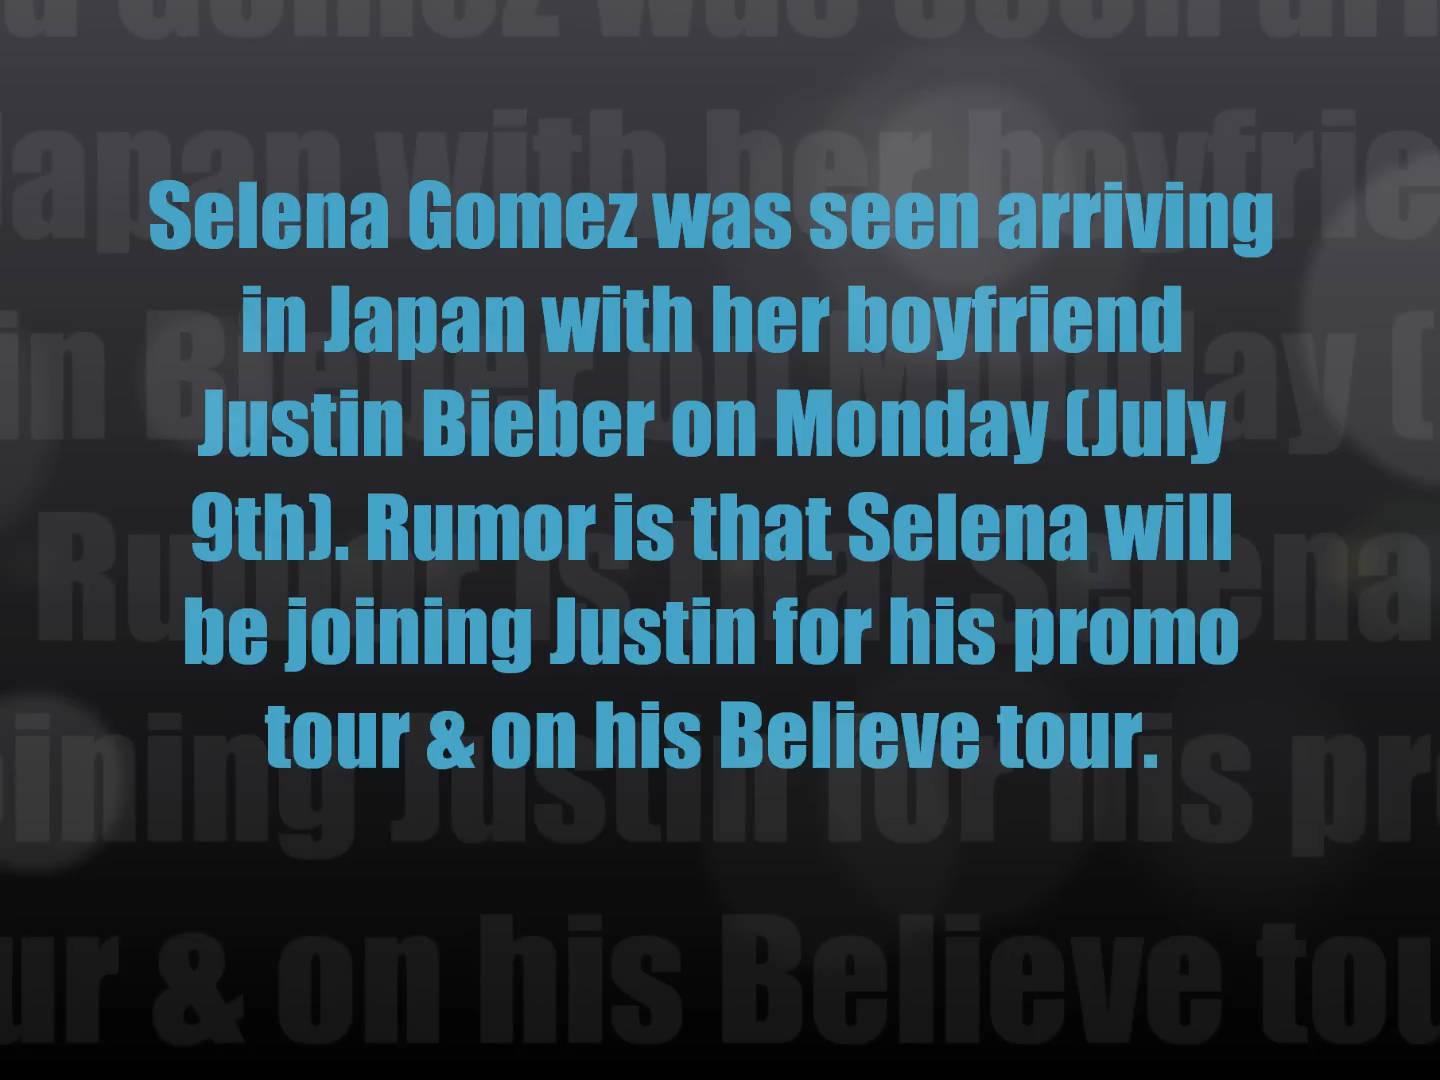 Selena Gomez was seen arriving
in Japan with her boyfriend
Justin Bieber on Monday (July
9th). Rumor is that Selena will
be joining Justin for his promo
tour & on his Believe tour.